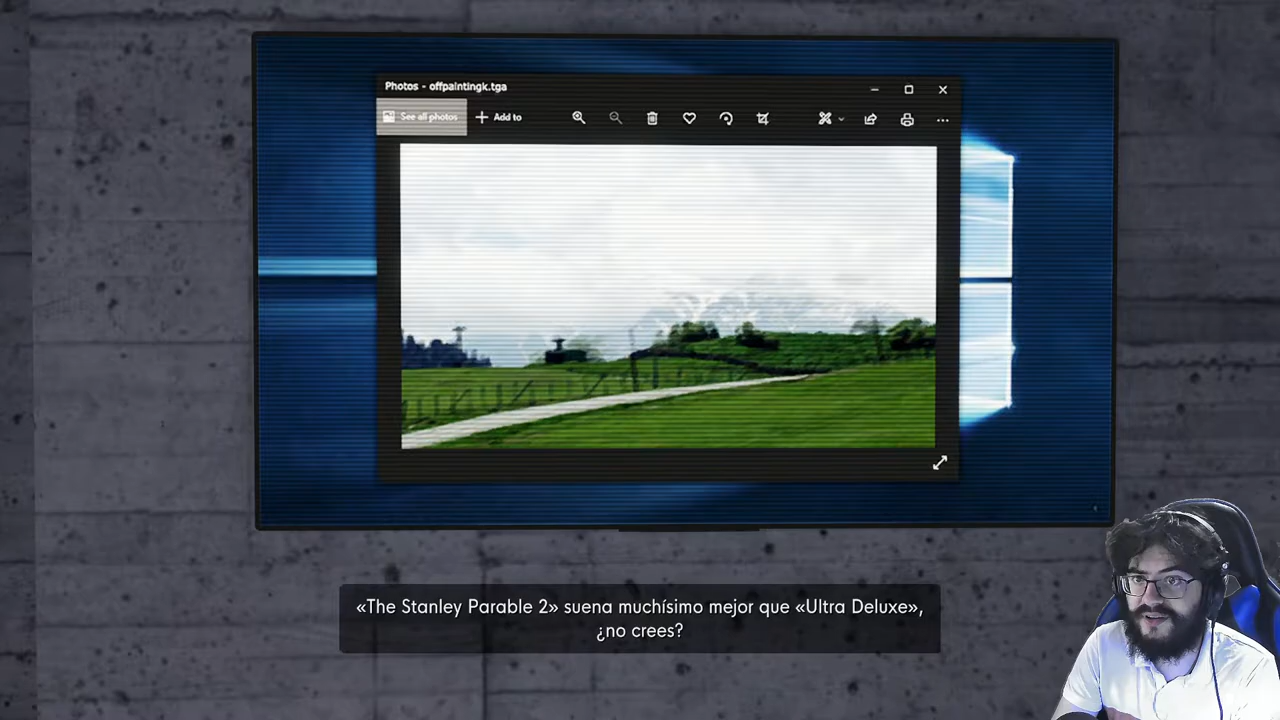 Photos - offpaintingk.tga
See all photos
Add to
«The Stanley Parable 2» suena muchísimo mejor que «Ultra Deluxe»,
¿no crees?